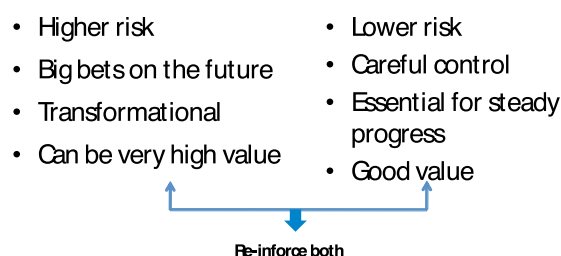 • Higher risk
• Big bets on the future
• Transformational
• Can be very high value
• Lower risk
• Careful control
• Essential for steady
progress
• Good value
Re-inforce both